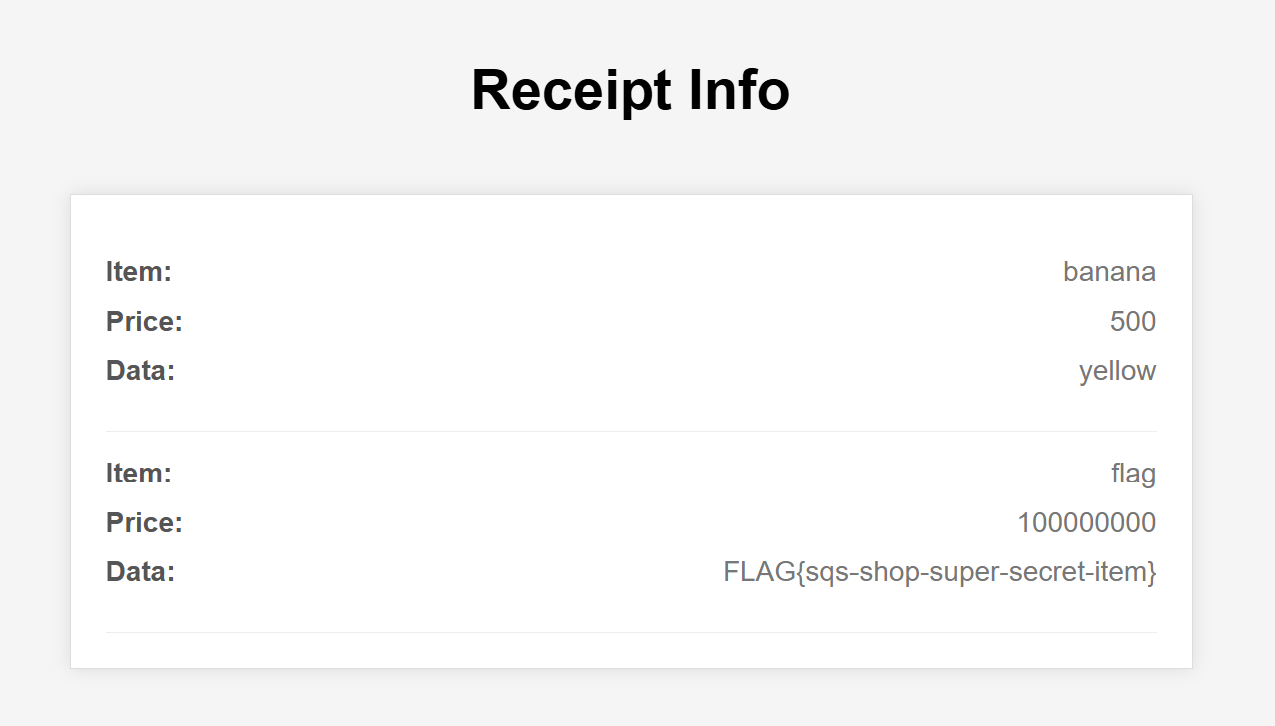 Receipt Info
Item: banana
Price: 500
Data: yellow
Item: flag
Price: 100000000
Data: FLAG{sqs-shop-super-secret-item}